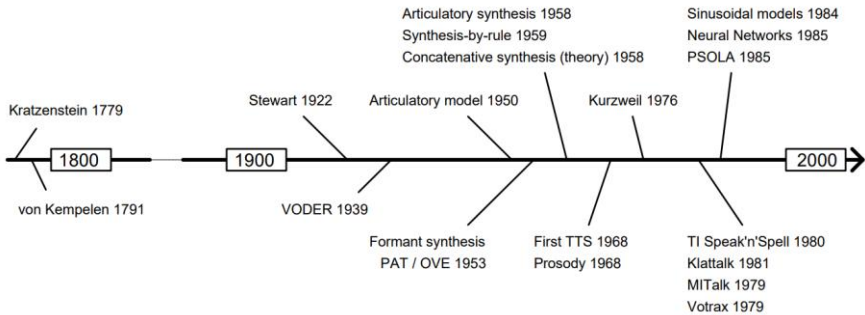 Articulatory synthesis 1958
Synthesis-by-rule 1959
Concatenative synthesis (theory) 1958
Sinusoidal models 1984
Neural Networks 1985
PSOLA 1985
Kratzenstein 1779
Stewart 1922
Articulatory model 1950
Kurzweil 1976
1800
1900
2000
von Kempelen 1791
VODER 1939
Formant synthesis
PAT / OVE 1953
First TTS 1968
Prosody 1968
TI Speak'n'Spell 1980
Klattalk 1981
MITalk 1979
Votrax 1979